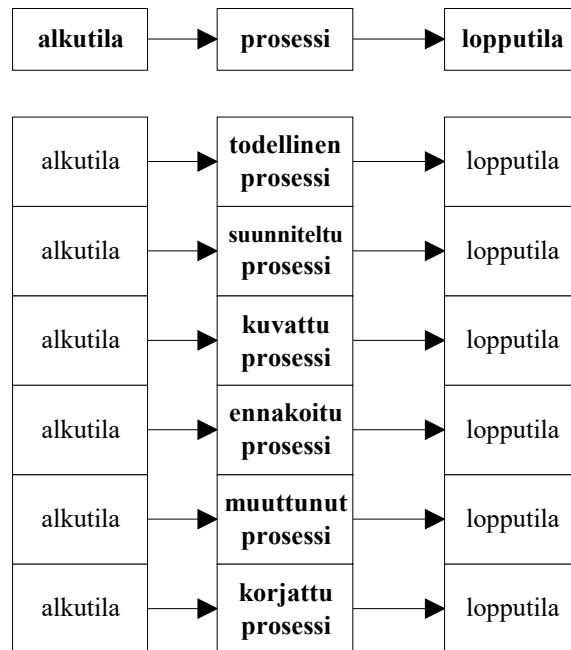 alkutila prosessi lopputila
alkutila todellinen prosessi lopputila
alkutila suunniteltu prosessi lopputila
alkutila kuvattu prosessi lopputila
alkutila ennakoitu prosessi lopputila
alkutila muuttunut prosessi lopputila
alkutila korjattu prosessi lopputila